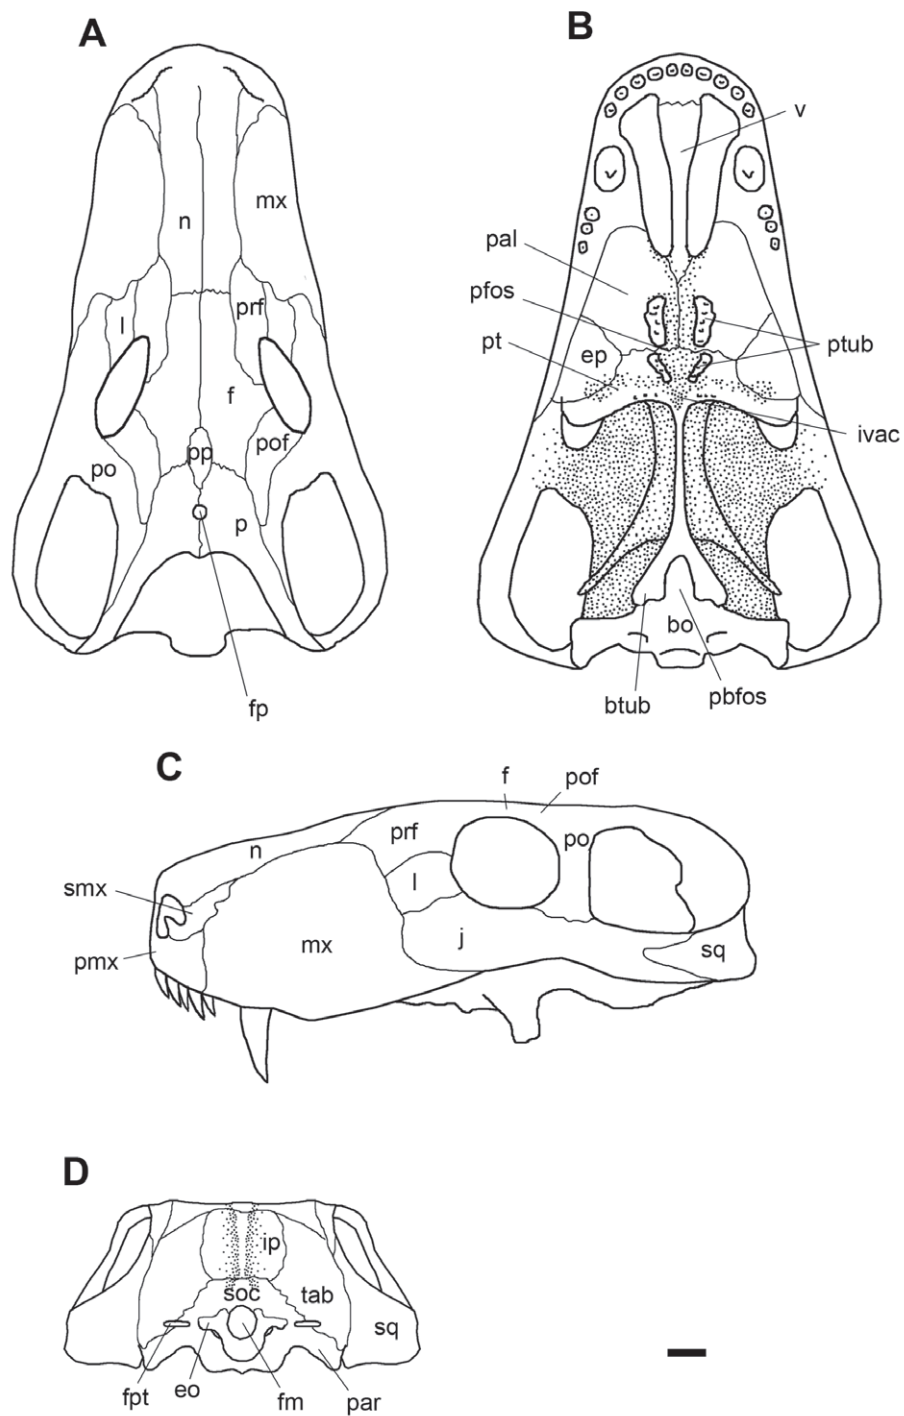 A
B
v
n
mx
pal
pfos
prf
l
pt
ep
ptub
f
pp
pof
po
ivac
p
bo
fp
btub
pbfos
C
f
pof
prf
po
n
smx
l
mx
j
sq
pmx
D
ip
soc
tab
sq
fpt
eo
fm
par